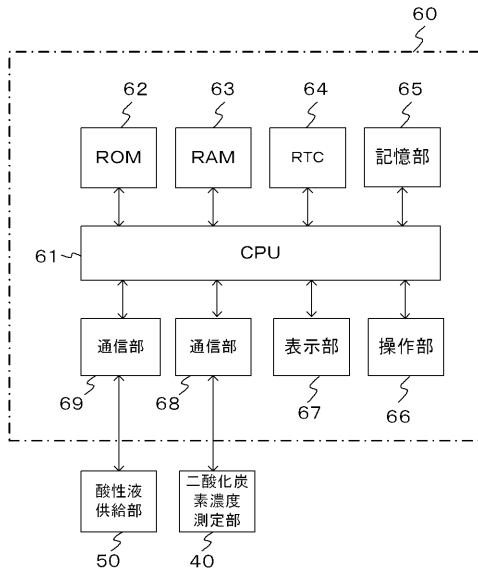 60
62
63
64
65
ROM
RAM
RTC
記憶部
61
CPU
通信部
通信部
表示部
操作部
69
68
67
66
酸性液
供給部
二酸化炭
素濃度
測定部
50
40